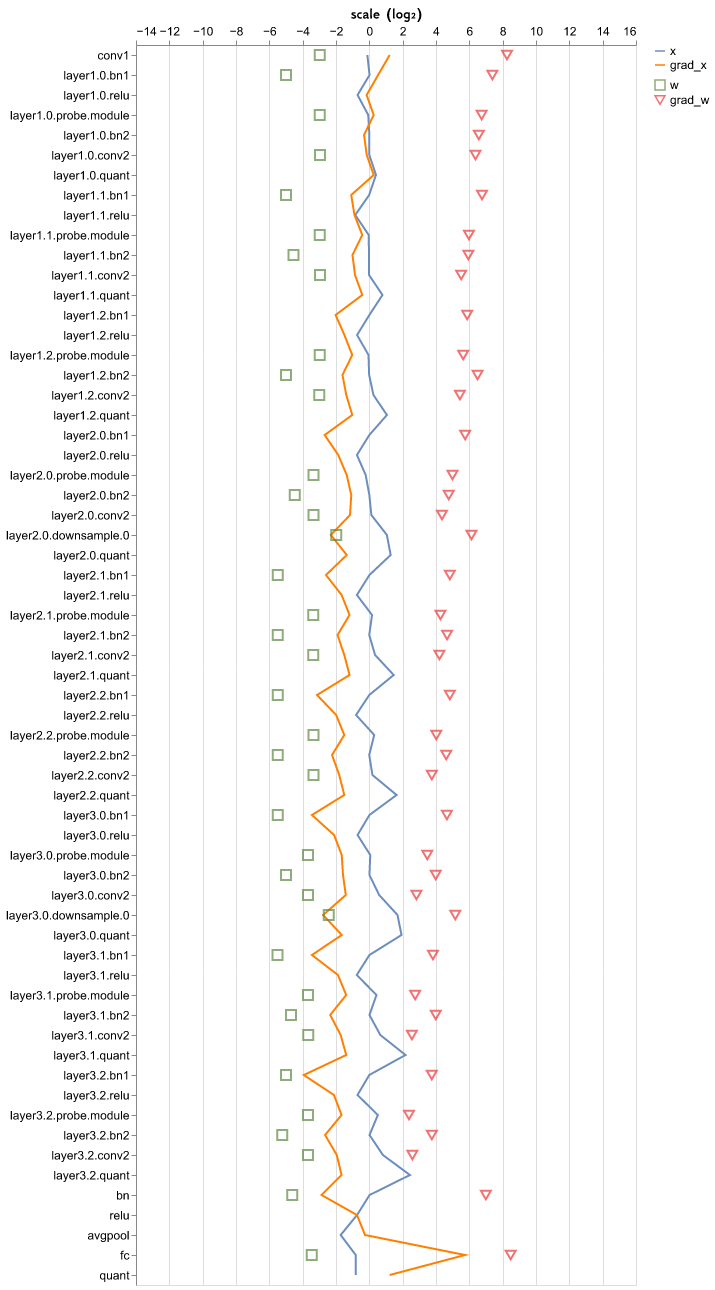 scale (log₂)
−14 −12 −10 −8 −6 −4 −2 0 2 4 6 8 10 12 14 16
x
grad_x
w
grad_w
conv1
layer1.0.bn1
layer1.0.relu
layer1.0.probe.module
layer1.0.bn2
layer1.0.conv2
layer1.0.quant
layer1.1.bn1
layer1.1.relu
layer1.1.probe.module
layer1.1.bn2
layer1.1.conv2
layer1.1.quant
layer1.2.bn1
layer1.2.relu
layer1.2.probe.module
layer1.2.bn2
layer1.2.conv2
layer1.2.quant
layer2.0.bn1
layer2.0.relu
layer2.0.probe.module
layer2.0.bn2
layer2.0.conv2
layer2.0.downsample.0
layer2.0.quant
layer2.1.bn1
layer2.1.relu
layer2.1.probe.module
layer2.1.bn2
layer2.1.conv2
layer2.1.quant
layer2.2.bn1
layer2.2.relu
layer2.2.probe.module
layer2.2.bn2
layer2.2.conv2
layer2.2.quant
layer3.0.bn1
layer3.0.relu
layer3.0.probe.module
layer3.0.bn2
layer3.0.conv2
layer3.0.downsample.0
layer3.0.quant
layer3.1.bn1
layer3.1.relu
layer3.1.probe.module
layer3.1.bn2
layer3.1.conv2
layer3.1.quant
layer3.2.bn1
layer3.2.relu
layer3.2.probe.module
layer3.2.bn2
layer3.2.conv2
layer3.2.quant
bn
relu
avgpool
fc
quant